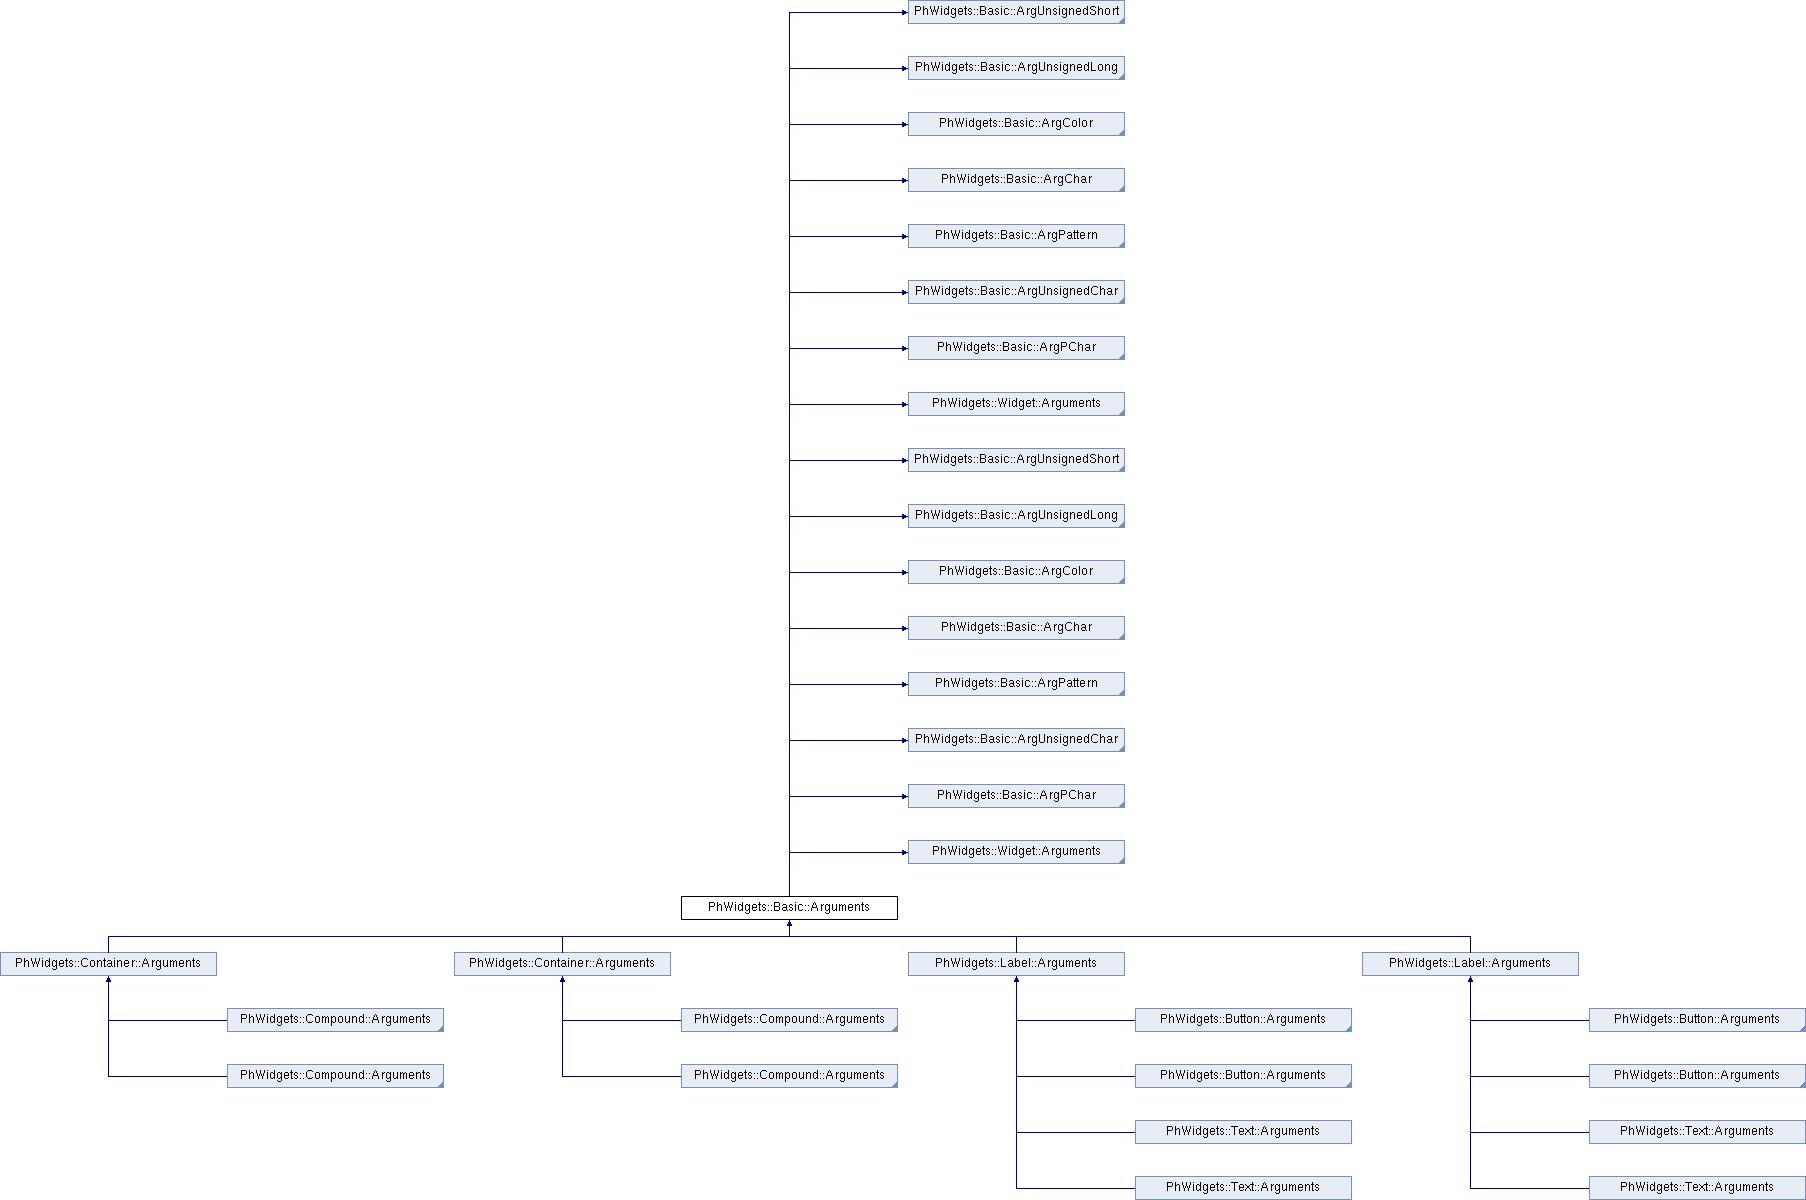 PhWidgets::Basic::ArgUnsignedShort
PhWidgets::Basic::ArgUnsignedLong
PhWidgets::Basic::ArgColor
PhWidgets::Basic::ArgChar
PhWidgets::Basic::ArgPattern
PhWidgets::Basic::ArgUnsignedChar
PhWidgets::Basic::ArgPChar
PhWidgets::Widget::Arguments
PhWidgets::Basic::ArgUnsignedShort
PhWidgets::Basic::ArgUnsignedLong
PhWidgets::Basic::ArgColor
PhWidgets::Basic::ArgChar
PhWidgets::Basic::ArgPattern
PhWidgets::Basic::ArgUnsignedChar
PhWidgets::Basic::ArgPChar
PhWidgets::Widget::Arguments
PhWidgets::Basic::Arguments
PhWidgets::Container::Arguments
PhWidgets::Container::Arguments
PhWidgets::Label::Arguments
PhWidgets::Label::Arguments
PhWidgets::Compound::Arguments
PhWidgets::Compound::Arguments
PhWidgets::Button::Arguments
PhWidgets::Button::Arguments
PhWidgets::Compound::Arguments
PhWidgets::Compound::Arguments
PhWidgets::Button::Arguments
PhWidgets::Button::Arguments
PhWidgets::Text::Arguments
PhWidgets::Text::Arguments
PhWidgets::Text::Arguments
PhWidgets::Text::Arguments